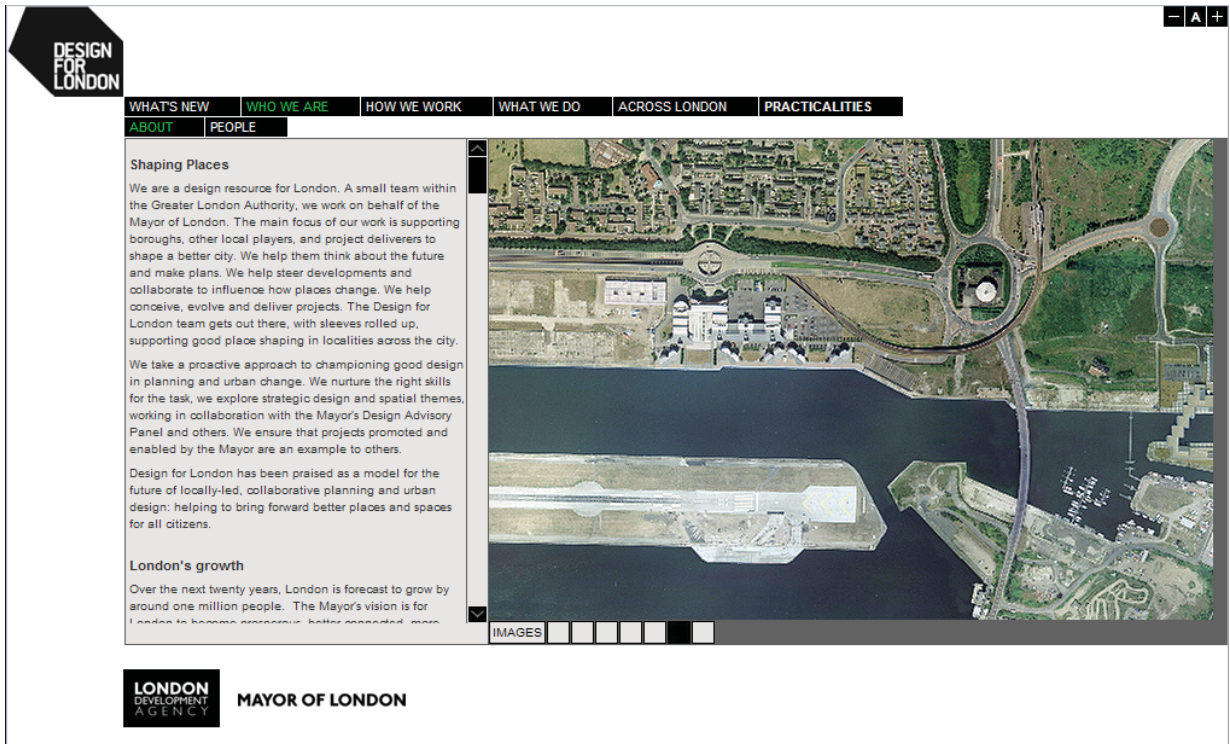 A
DESIGN
FOR
LONDON
WHAT'S NEW WHO WE ARE HOW WE WORK WHAT WE DO ACROSS LONDON PRACTICALITIES
ABOUT PEOPLE
Shaping Places
We are a design resource for London. A small team within
the Greater London Authority, we work on behalf of the
Mayor of London. The main focus of our work is supporting
boroughs, other local players, and project deliverers to
shape a better city. We help them think about the future
and make plans. We help steer developments and
collaborate to influence how places change. We help
conceive, evolve and deliver projects. The Design for
London team gets out there, with sleeves rolled up,
supporting good place shaping in localities across the city.
We take a proactive approach to championing good design
in planning and urban change. We nurture the right skills
for the task, we explore strategic design and spatial themes,
working in collaboration with the Mayor's Design Advisory
Panel and others. We ensure that projects promoted and
enabled by the Mayor are an example to others.
Design for London has been praised as a model for the
future of locally-led, collaborative planning and urban
design: helping to bring forward better places and spaces
for all citizens.
London's growth
Over the next twenty years, London is forecast to grow by
around one million people. The Mayor's vision is for
London to become prosperous, better connected, more
IMAGES
LONDON
DEVELOPMENT
AGENCY
MAYOR OF LONDON